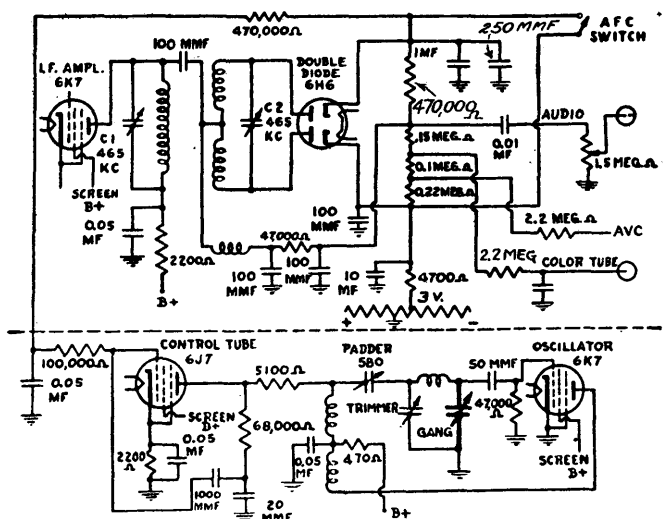 470,000Ω
AFC
SWITCH
100 MMF
250 MMF
I.F. AMPL.
6K7
DOUBLE
DIODE
6H6
1MF
C1
465
KC
C2
465
KC
470,000
Ω
AUDIO
.15 MEG.Ω
0.01
MF
1.5 MEG.Ω
0.1MEG.Ω
0.22MEG.Ω
SCREEN
B+
0.05
MF
2200Ω
B+
47000Ω
100
MMF
100
MMF
100
MMF
2.2 MEG.Ω
AVC
2.2 MEG
COLOR TUBE
10
MF
4700Ω
3 V.
+
-
100,000Ω
0.05
MF
CONTROL TUBE
6J7
5100Ω
PADDER
580
50 MMF
OSCILLATOR
6K7
TRIMMER
GANG
47000
Ω
SCREEN
B+
0.05
MF
68,000Ω
2200
Ω
0.05
MF
470Ω
SCREEN
B+
1000
MMF
20
MMF
B+